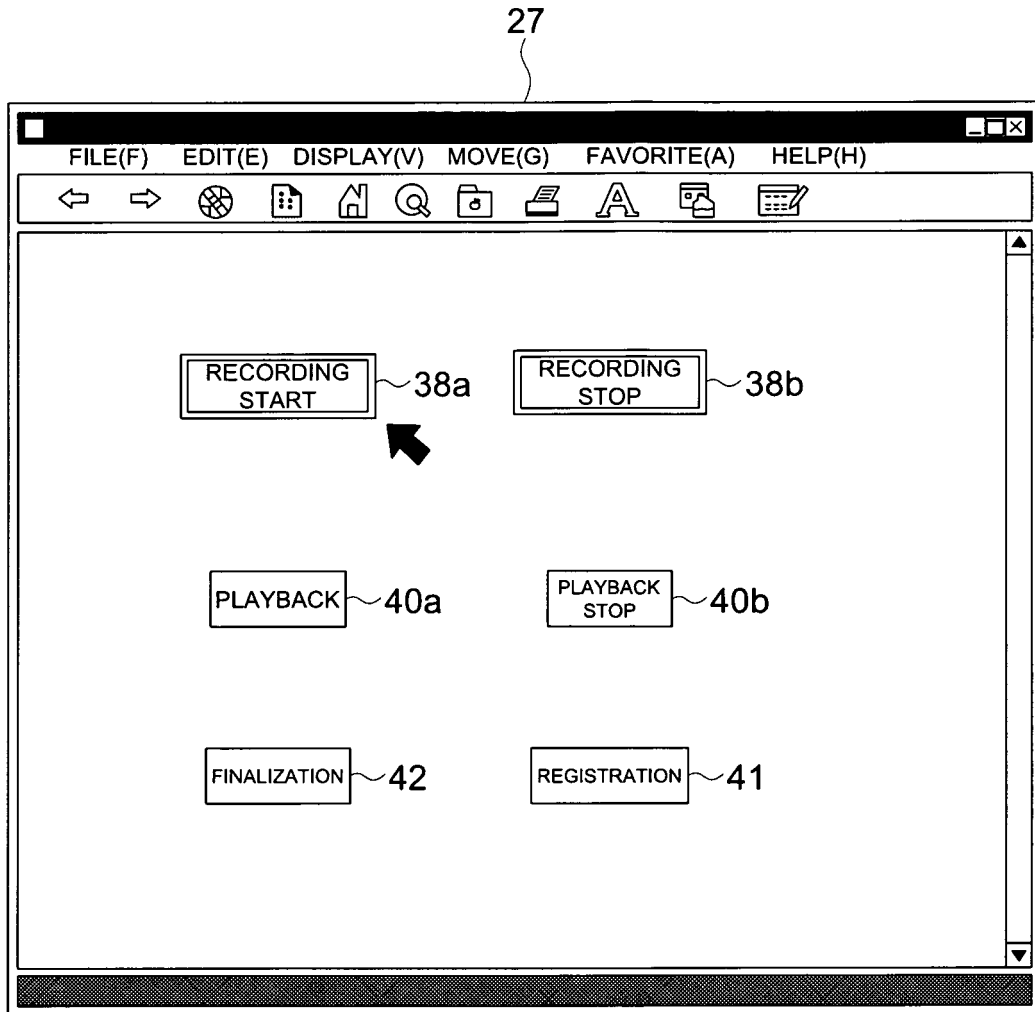 27
FILE(F) EDIT(E) DISPLAY(V) MOVE(G) FAVORITE(A) HELP(H)
A
RECORDING
START
38a
RECORDING
STOP
38b
PLAYBACK
40a
PLAYBACK
STOP
40b
FINALIZATION
42
REGISTRATION
41